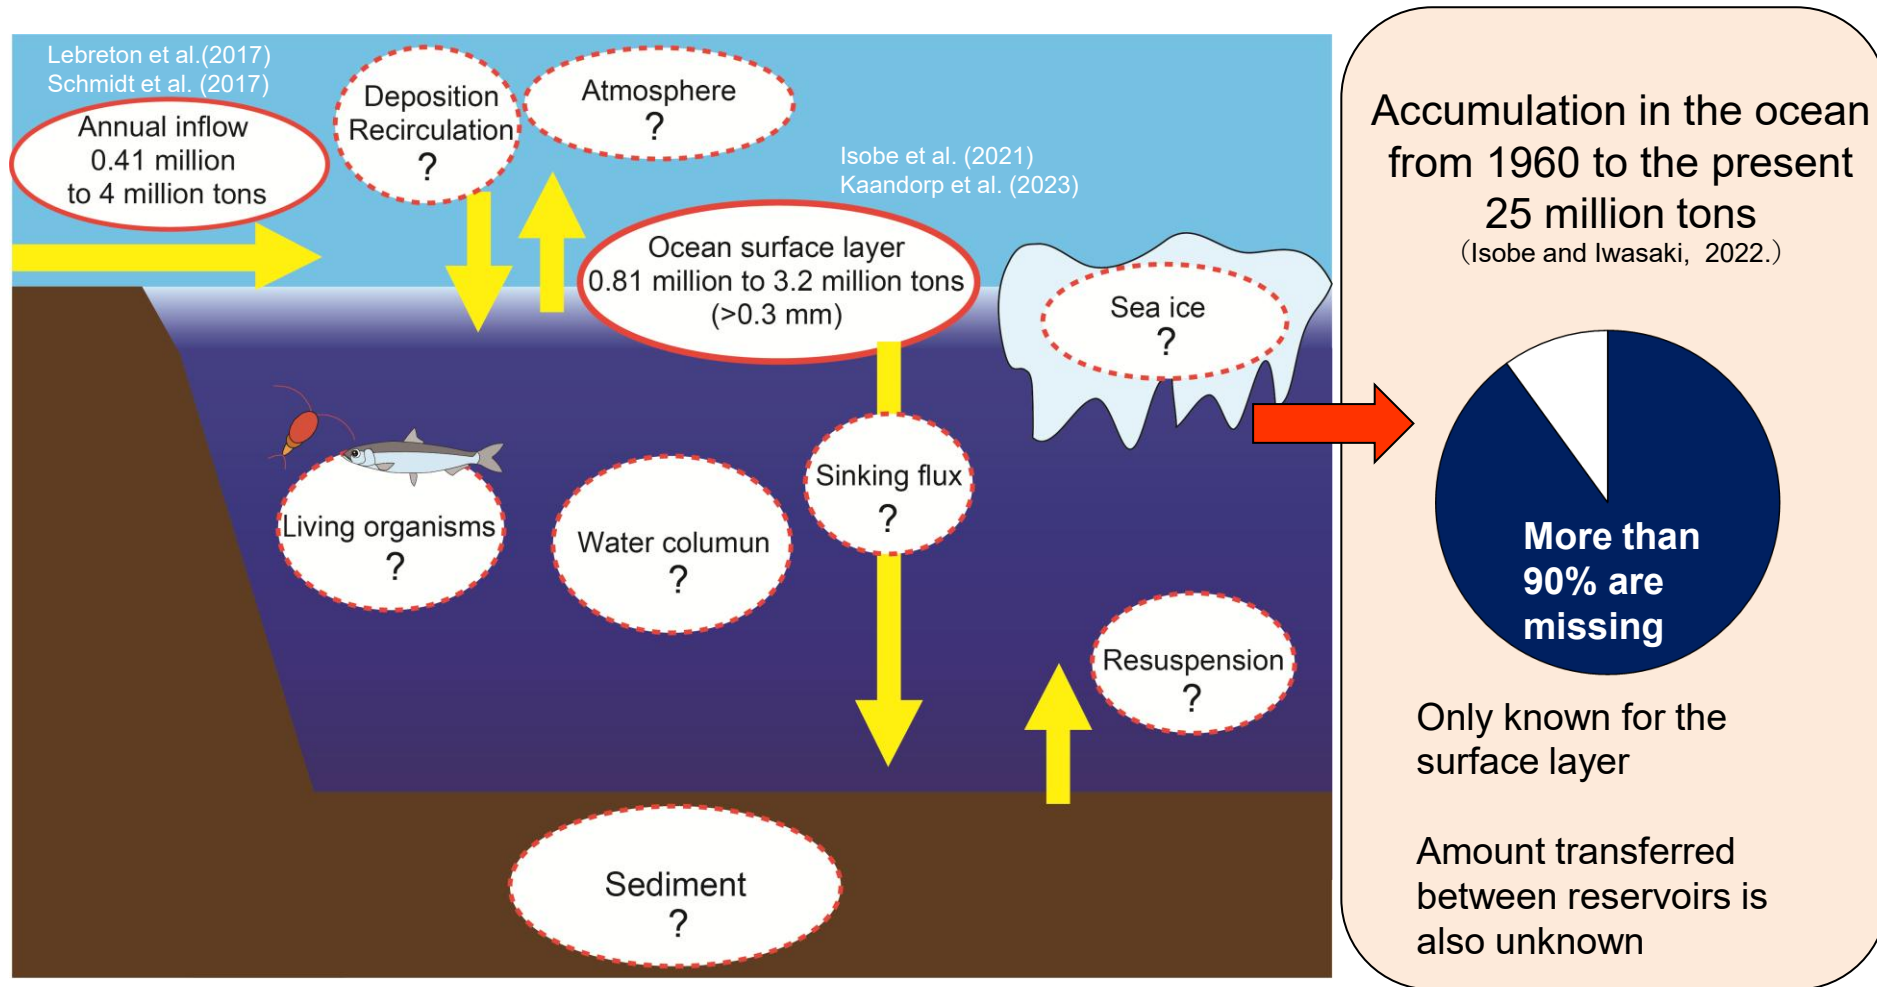 Lebreton et al.(2017)
Schmidt et al. (2017)
Annual inflow
0.41 million
to 4 million tons
Deposition
Recirculation
?
Atmosphere
?
Isobe et al. (2021)
Kaandorp et al. (2023)
Ocean surface layer
0.81 million to 3.2 million tons
(>0.3 mm)
Sea ice
?
Living organisms
?
Water columun
?
Sinking flux
?
Resuspension
?
Sediment
?
Accumulation in the ocean
from 1960 to the present
25 million tons
（Isobe and Iwasaki, 2022.）
More than
90% are
missing
Only known for the
surface layer
Amount transferred
between reservoirs is
also unknown